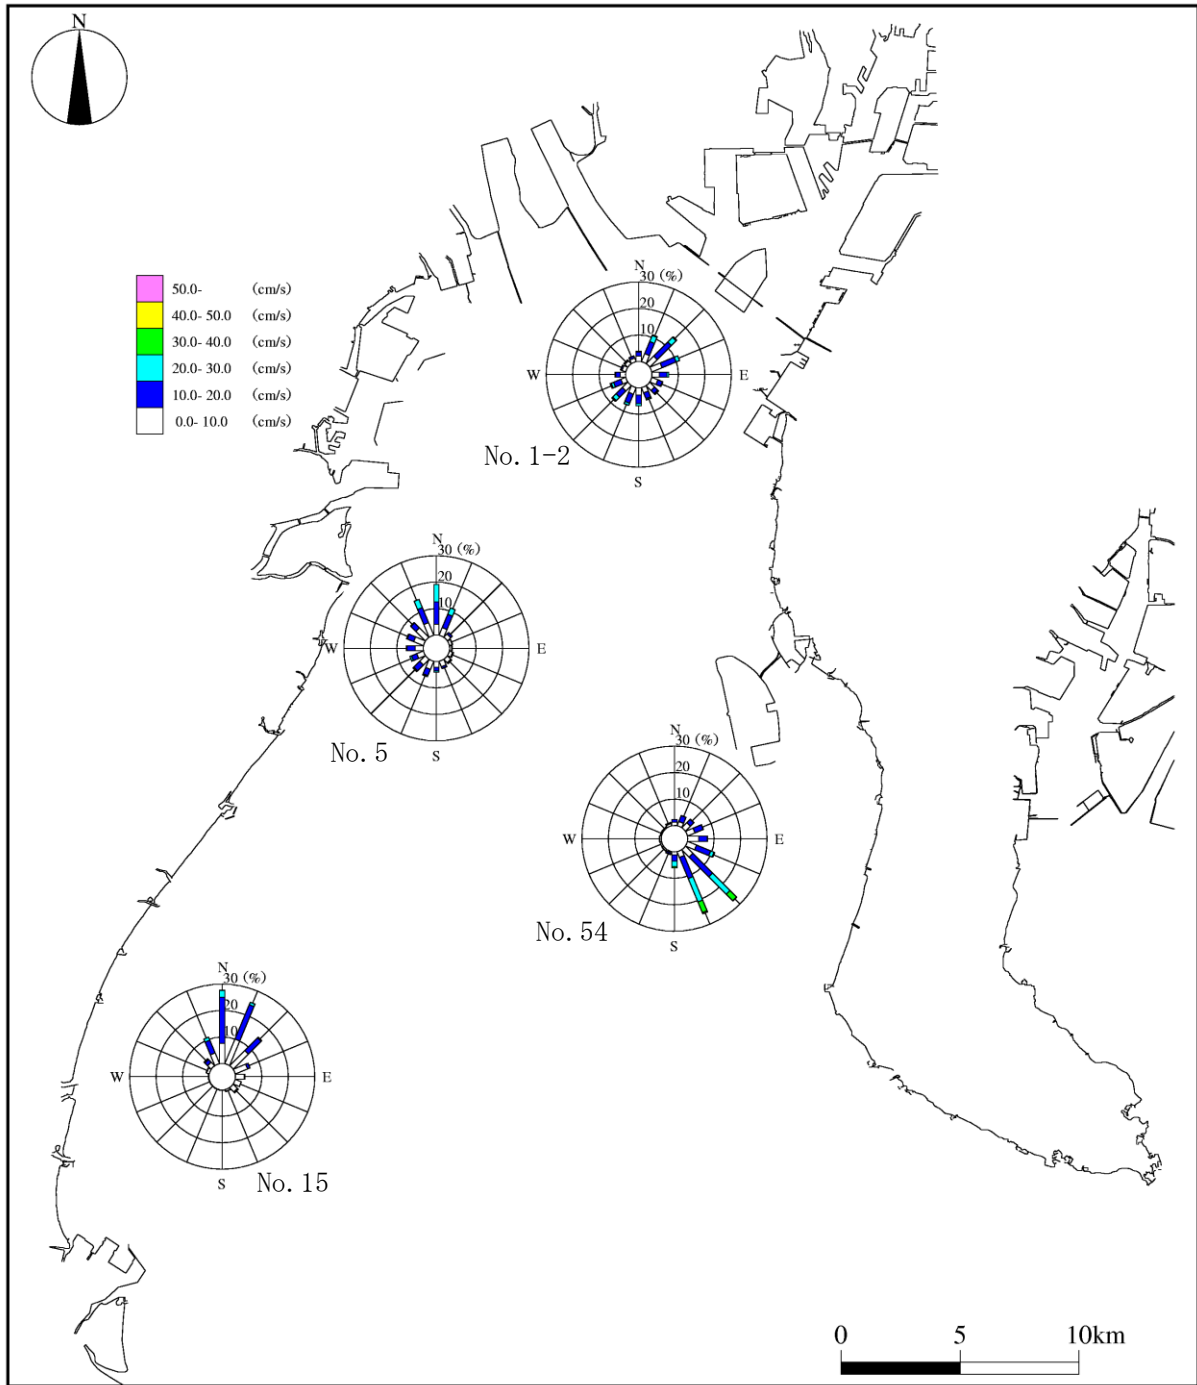 N
50.0- (cm/s)
40.0- 50.0 (cm/s)
30.0- 40.0 (cm/s)
20.0- 30.0 (cm/s)
10.0- 20.0 (cm/s)
0.0- 10.0 (cm/s)
N
30 (%)
20
10
W
E
S
No. 1-2
N
30 (%)
20
10
W
E
S
No. 5
N
30 (%)
20
10
W
E
S
No. 54
N
30 (%)
20
10
W
E
S
No. 15
0 5 10km